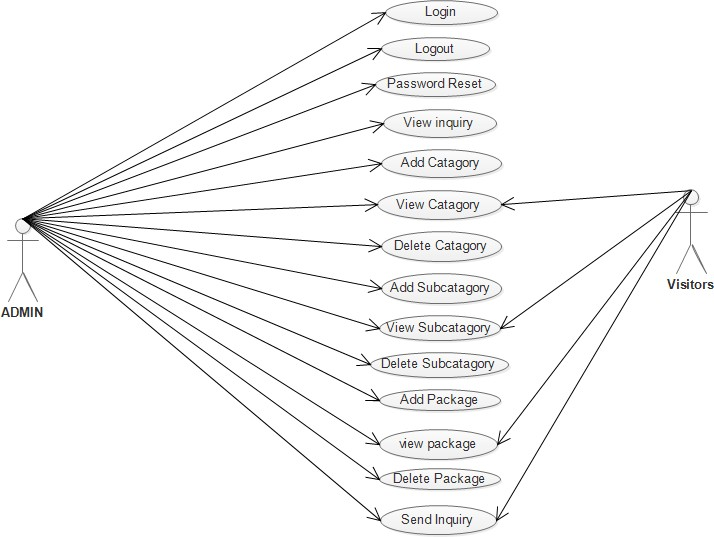 Login
Logout
Password Reset
View inquiry
Add Catagory
View Catagory
Delete Catagory
Add Subcatagory
View Subcatagory
Delete Subcatagory
Add Package
view package
Delete Package
Send Inquiry
ADMIN
Visitors